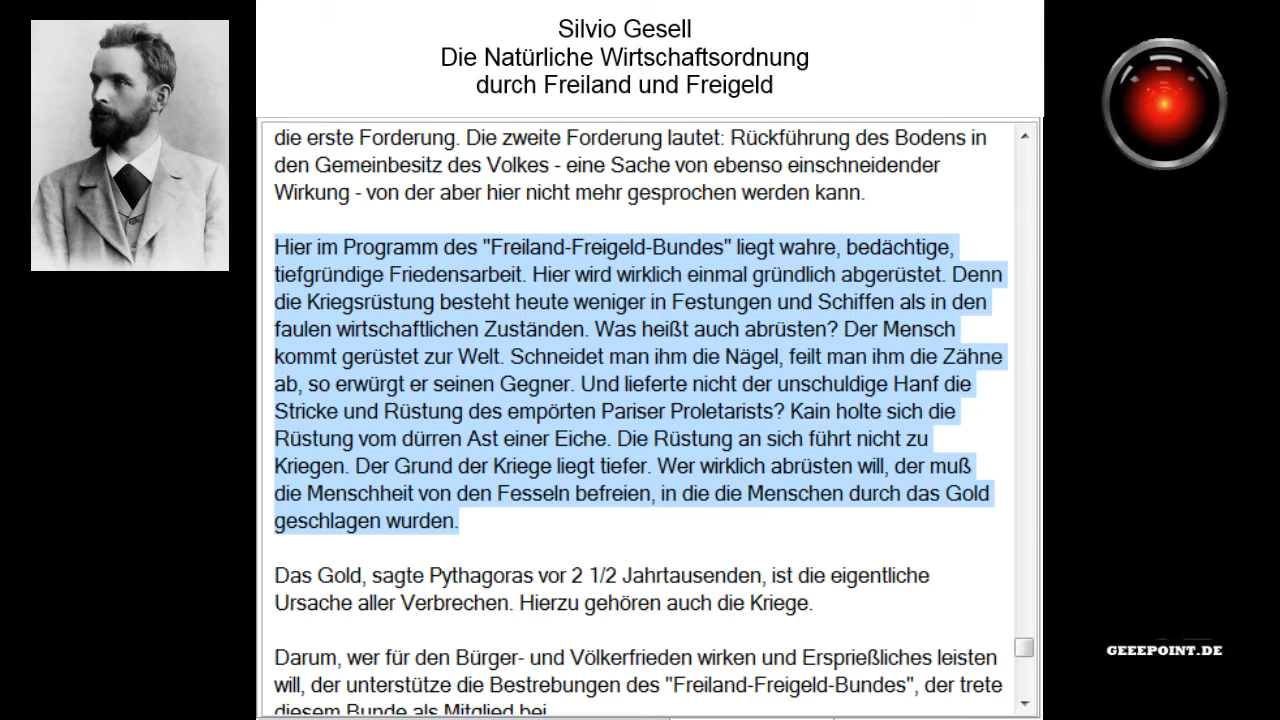 Silvio Gesell
Die Natürliche Wirtschaftsordnung
durch Freiland und Freigeld
die erste Forderung. Die zweite Forderung lautet: Rückführung des Bodens in
den Gemeinbesitz des Volkes - eine Sache von ebenso einschneidender
Wirkung - von der aber hier nicht mehr gesprochen werden kann.
Hier im Programm des "Freiland-Freigeld-Bundes" liegt wahre, bedächtige,
tiefgründige Friedensarbeit. Hier wird wirklich einmal gründlich abgerüstet. Denn
die Kriegsrüstung besteht heute weniger in Festungen und Schiffen als in den
faulen wirtschaftlichen Zuständen. Was heißt auch abrüsten? Der Mensch
kommt gerüstet zur Welt. Schneidet man ihm die Nägel, feilt man ihm die Zähne
ab, so erwürgt er seinen Gegner. Und lieferte nicht der unschuldige Hanf die
Stricke und Rüstung des empörten Pariser Proletarists? Kain holte sich die
Rüstung vom dürren Ast einer Eiche. Die Rüstung an sich führt nicht zu
Kriegen. Der Grund der Kriege liegt tiefer. Wer wirklich abrüsten will, der muß
die Menschheit von den Fesseln befreien, in die die Menschen durch das Gold
geschlagen wurden.
Das Gold, sagte Pythagoras vor 2 1/2 Jahrtausenden, ist die eigentliche
Ursache aller Verbrechen. Hierzu gehören auch die Kriege.
Darum, wer für den Bürger- und Völkerfrieden wirken und Ersprießliches leisten
will, der unterstütze die Bestrebungen des "Freiland-Freigeld-Bundes", der trete
diesem Bunde als Mitglied bei.
GEEEPOINT.DE